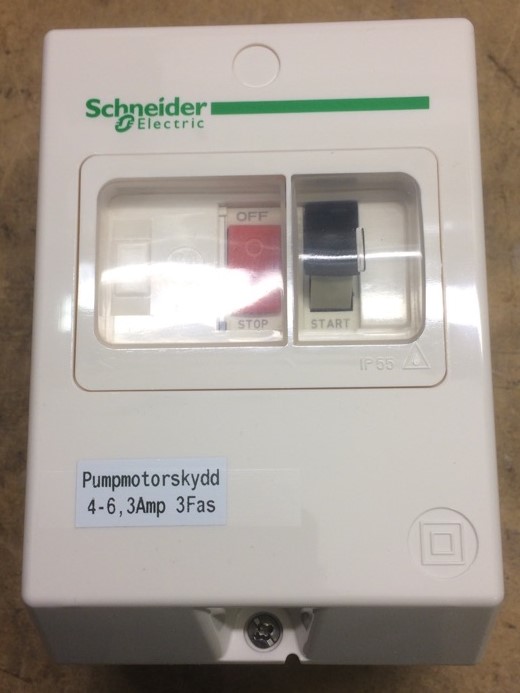 Schneider
Electric
OFF
STOP
START
IP 55
Pumpmotorskydd
4-6,3Amp 3Fas